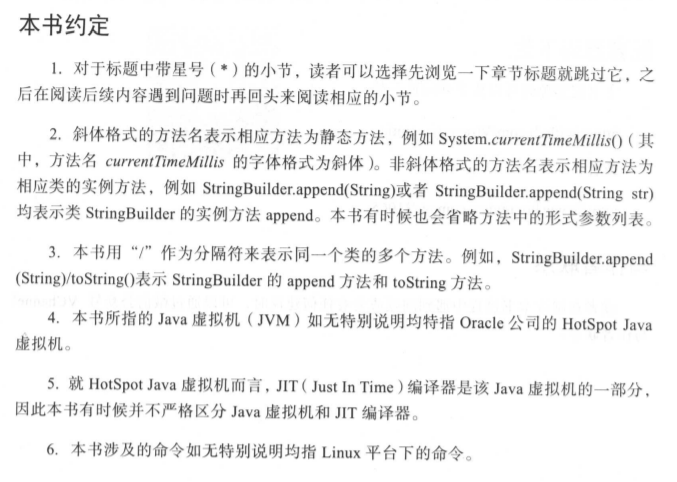 本书约定
1. 对于标题中带星号（*）的小节，读者可以选择先浏览一下章节标题就跳过它，之
后在阅读后续内容遇到问题时再回头来阅读相应的小节。
2. 斜体格式的方法名表示相应方法为静态方法，例如 System.currentTimeMillis()（其
中，方法名 currentTimeMillis 的字体格式为斜体）。非斜体格式的方法名表示相应方法为
相应类的实例方法，例如 StringBuilder.append(String)或者 StringBuilder.append(String str)
均表示类 StringBuilder 的实例方法 append。本书有时候也会省略方法中的形式参数列表。
3. 本书用“/”作为分隔符来表示同一个类的多个方法。例如，StringBuilder.append
(String)/toString()表示 StringBuilder 的 append 方法和 toString 方法。
4. 本书所指的 Java 虚拟机（JVM）如无特别说明均特指 Oracle 公司的 HotSpot Java
虚拟机。
5. 就 HotSpot Java 虚拟机而言，JIT（Just In Time）编译器是该 Java 虚拟机的一部分，
因此本书有时候并不严格区分 Java 虚拟机和 JIT 编译器。
6. 本书涉及的命令如无特别说明均指 Linux 平台下的命令。